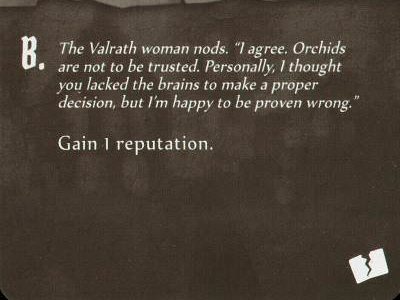 B. The Valrath woman nods. “I agree. Orchids
are not to be trusted. Personally, I thought
you lacked the brains to make a proper
decision, but I’m happy to be proven wrong.”
Gain 1 reputation.